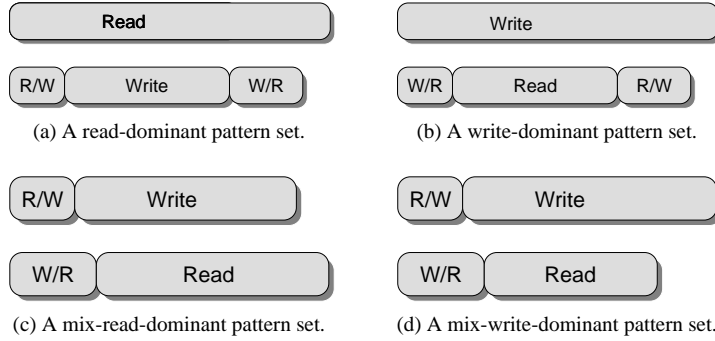 Read Write
R/W Write W/R W/R Read R/W
(a) A read-dominant pattern set. (b) A write-dominant pattern set.
R/W Write R/W Write
W/R Read W/R Read
(c) A mix-read-dominant pattern set. (d) A mix-write-dominant pattern set.